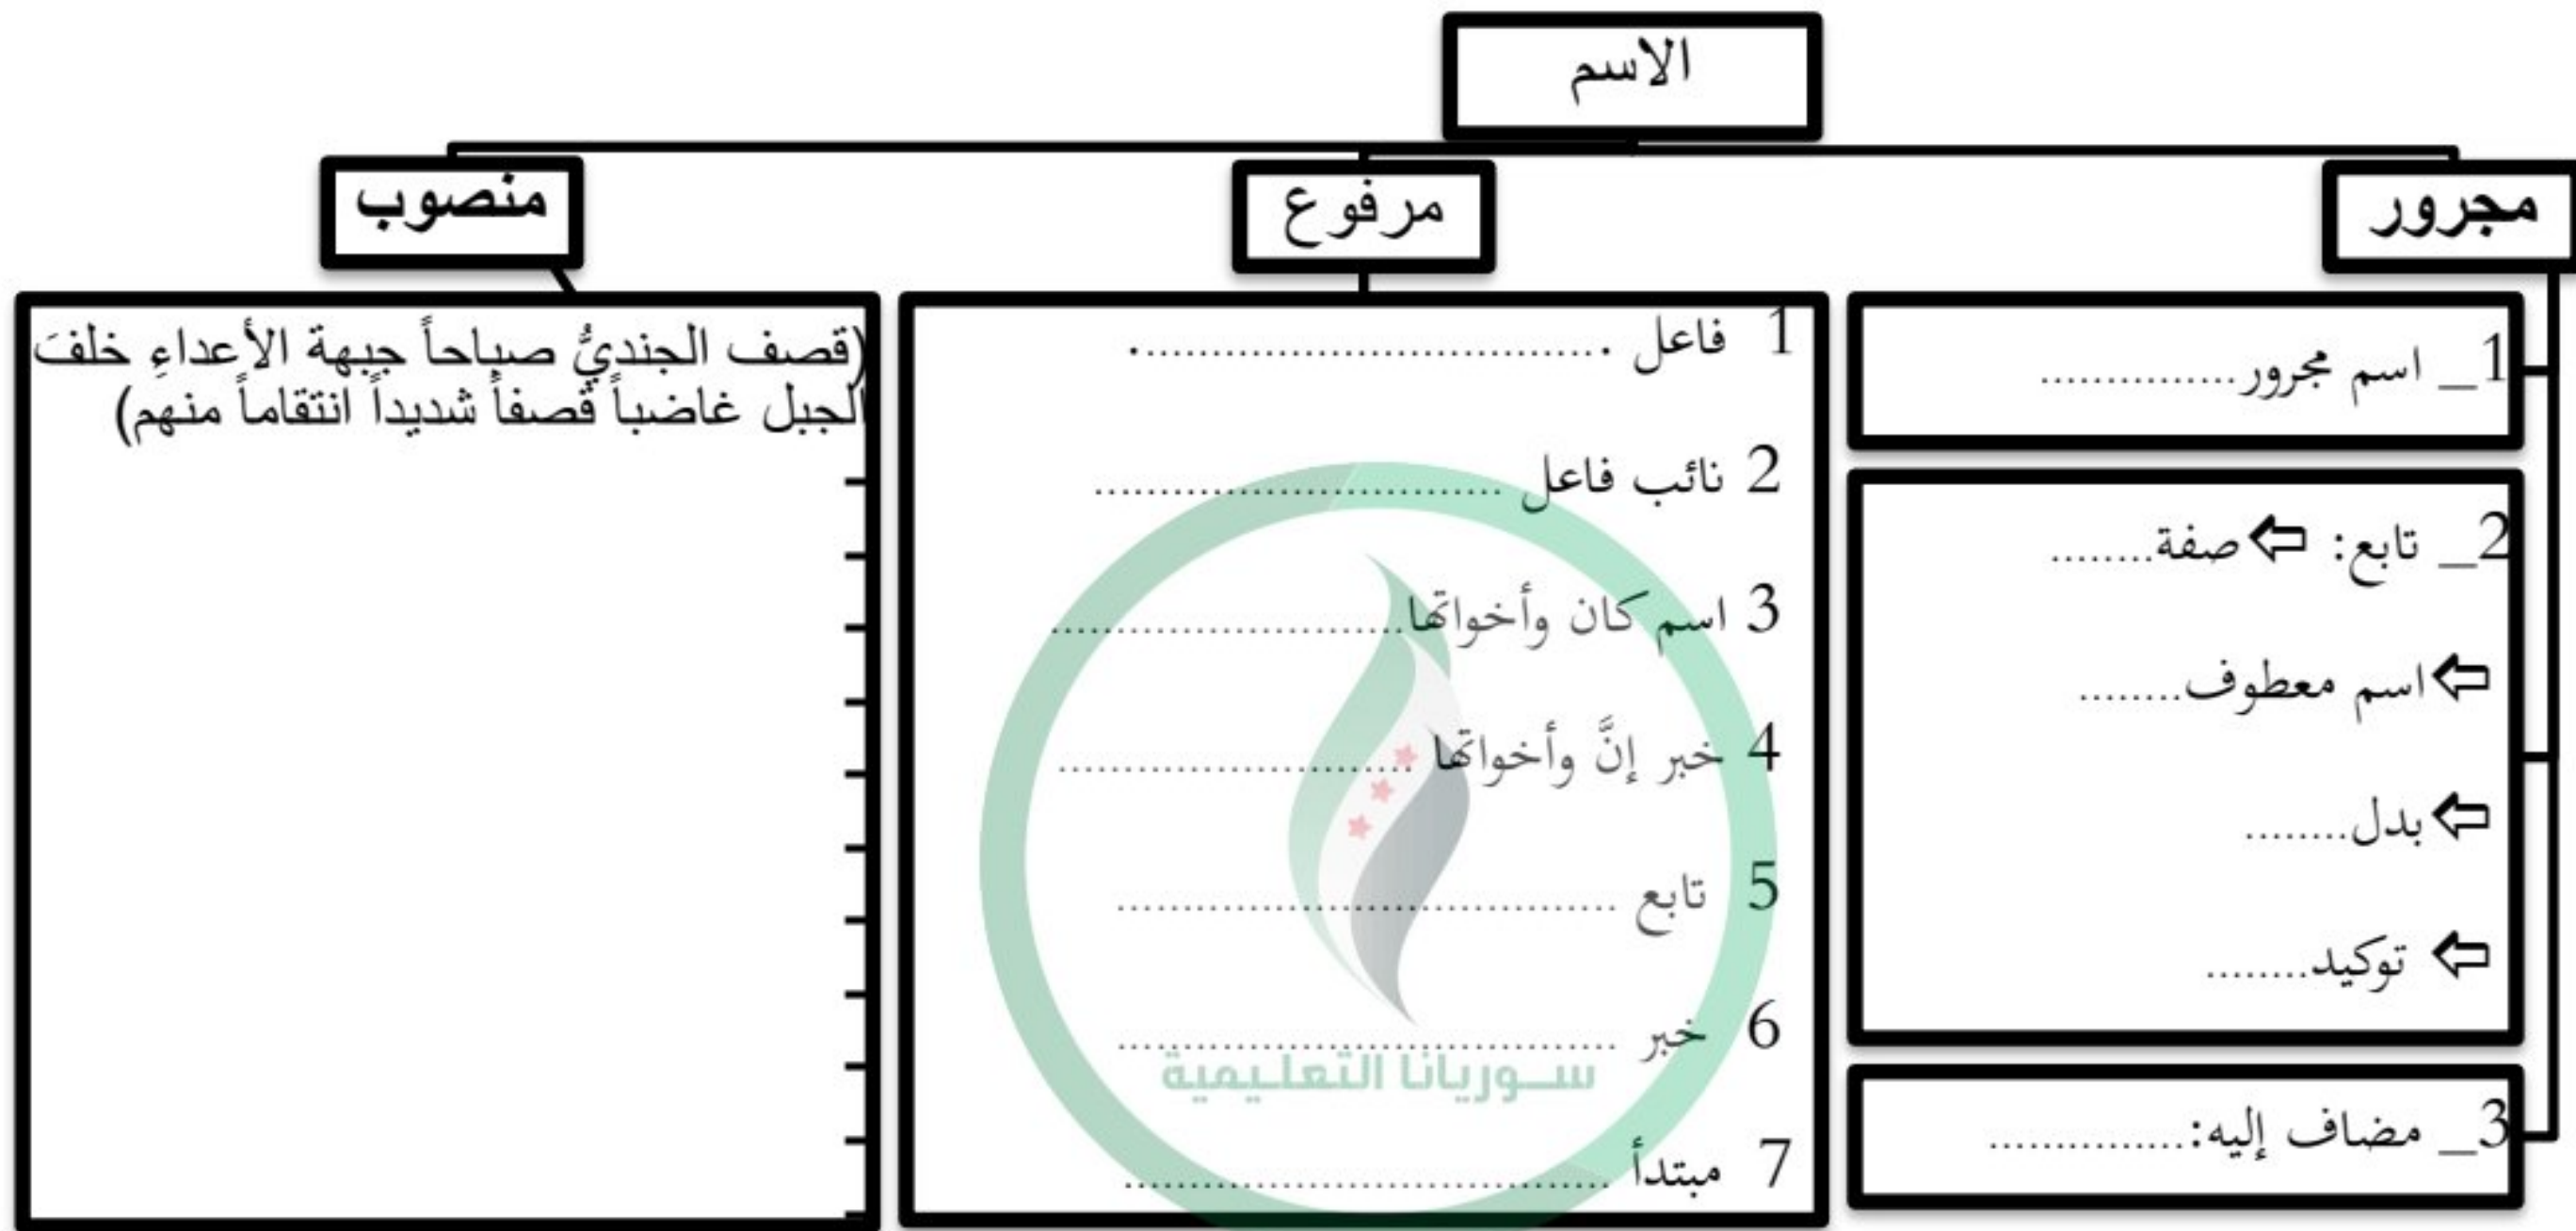 الاسم
مجرور
مرفوع
منصوب
1_ اسم مجرور...............
2_ تابع: ⇦صفة........
⇦اسم معطوف........
⇦بدل........
⇦ توكيد........
3_ مضاف إليه:...............
1 فاعل ....................................
2 نائب فاعل ...............................
3 اسم كان وأخواتها...........................
4 خبر إنَّ وأخواتها ...........................
5 تابع ......................................
6 خبر ......................................
7 مبتدأ .....................................
(قصف الجنديُّ صباحاً جبهة الأعداءِ خلفَ
الجبل غاضباً قصفاً شديداً انتقاماً منهم)
-
-
-
-
-
-
-
-
-
-
-
سوريانا التعليمية